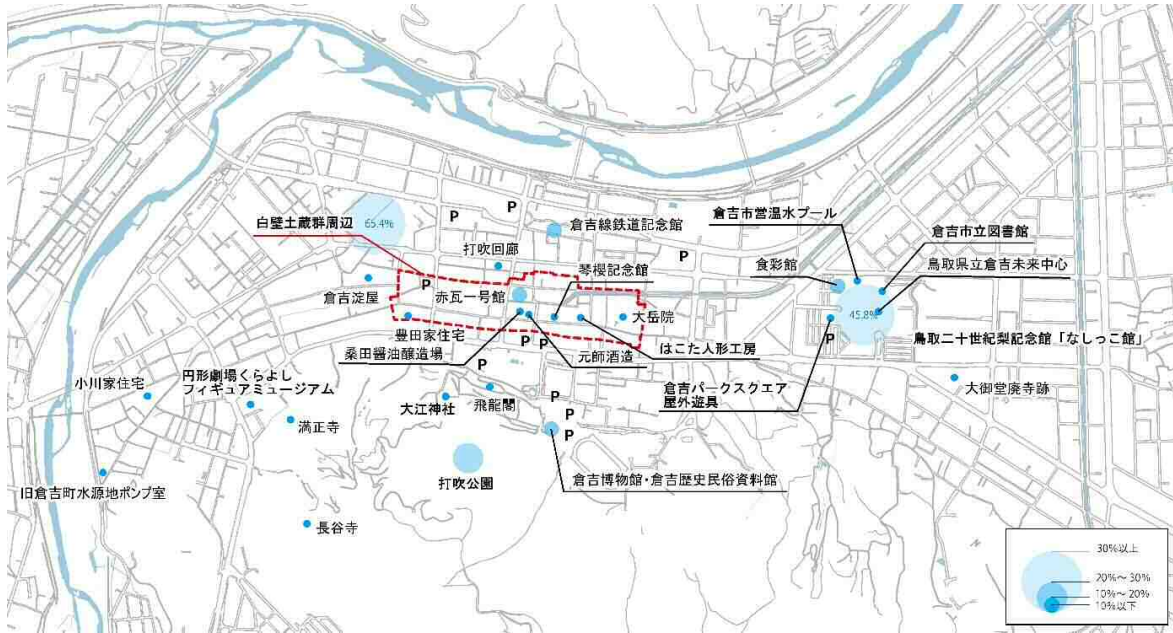 倉吉市営温水プール
P
P
白壁土蔵群周辺
65.4%
倉吉線鉄道記念館
倉吉市立図書館
打吹回廊
琴櫻記念館
P
食彩館
鳥取県立倉吉未来中心
倉吉淀屋
P
赤瓦一号館
大岳院
45.8%
豊田家住宅
桑田醤油醸造場
P
P
元帥酒造
はこた人形工房
P
鳥取二十世紀梨記念館「なしっこ館」
小川家住宅
円形劇場くらよし
フィギュアミュージアム
P
大江神社
飛龍閣
P
倉吉パークスクエア
屋外遊具
大御堂廃寺跡
満正寺
P
P
旧倉吉町水源地ポンプ室
打吹公園
倉吉博物館・倉吉歴史民俗資料館
長谷寺
30%以上
20%~30%
10%~20%
10%以下